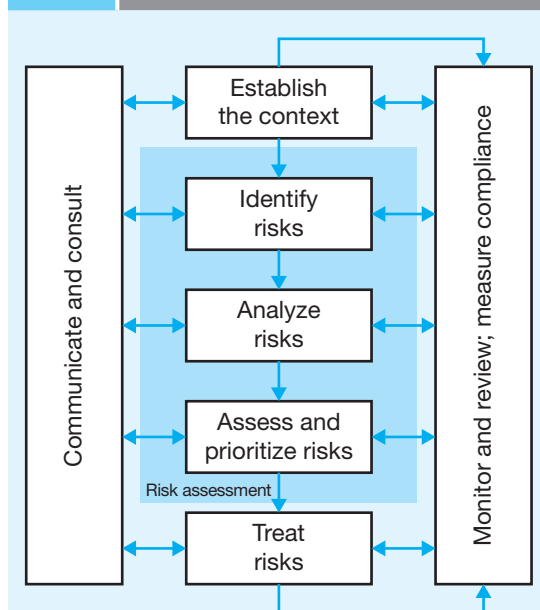 Establish
the context
Communicate and consult
Monitor and review; measure compliance
Identify
risks
Analyze
risks
Assess and
prioritize risks
Risk assessment
Treat
risks